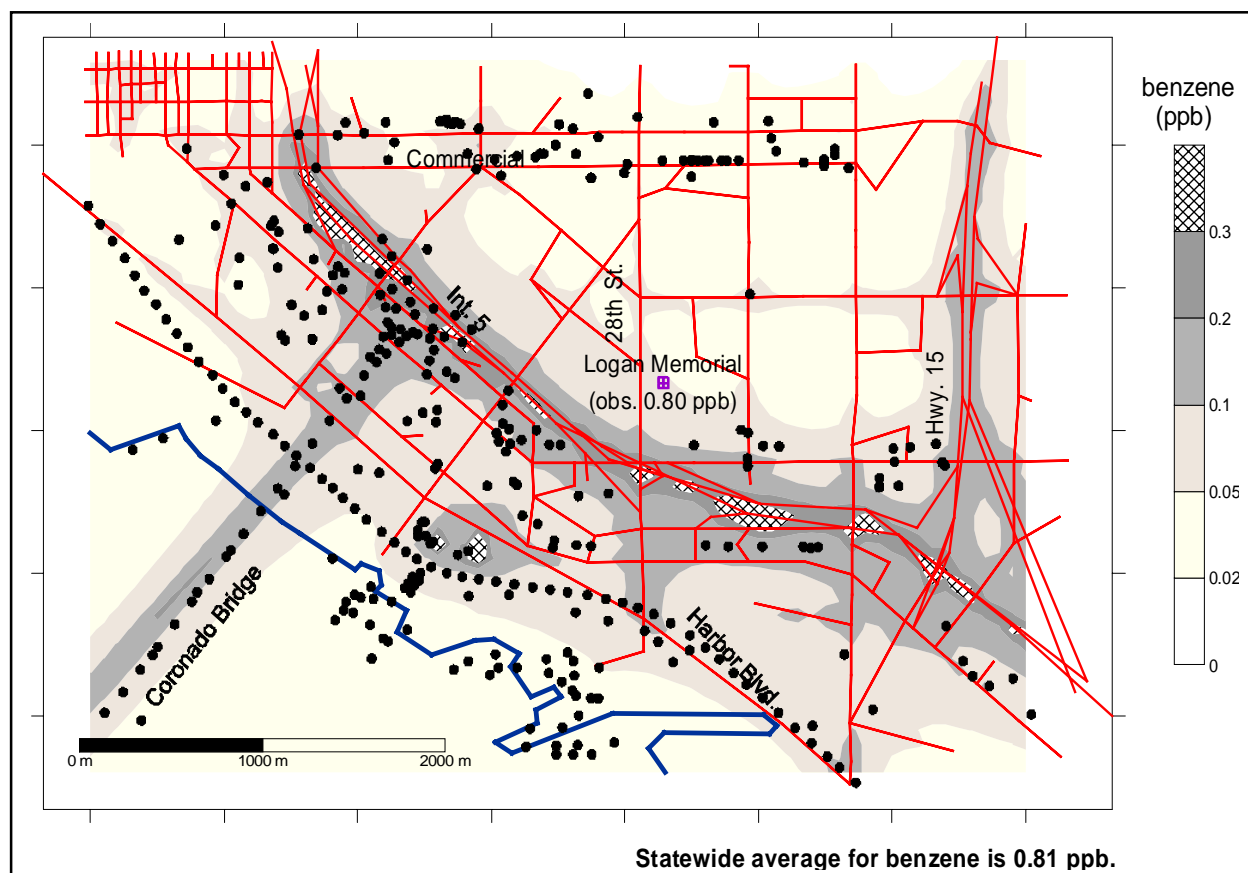 benzene
(ppb)
Commercial
0.3
28th St.
Int. 5
0.2
Hwy. 15
Logan Memorial
(obs. 0.80 ppb)
0.1
0.05
0.02
Coronado Bridge
Harbor Blvd.
0
0 m
1000 m
2000 m
Statewide average for benzene is 0.81 ppb.